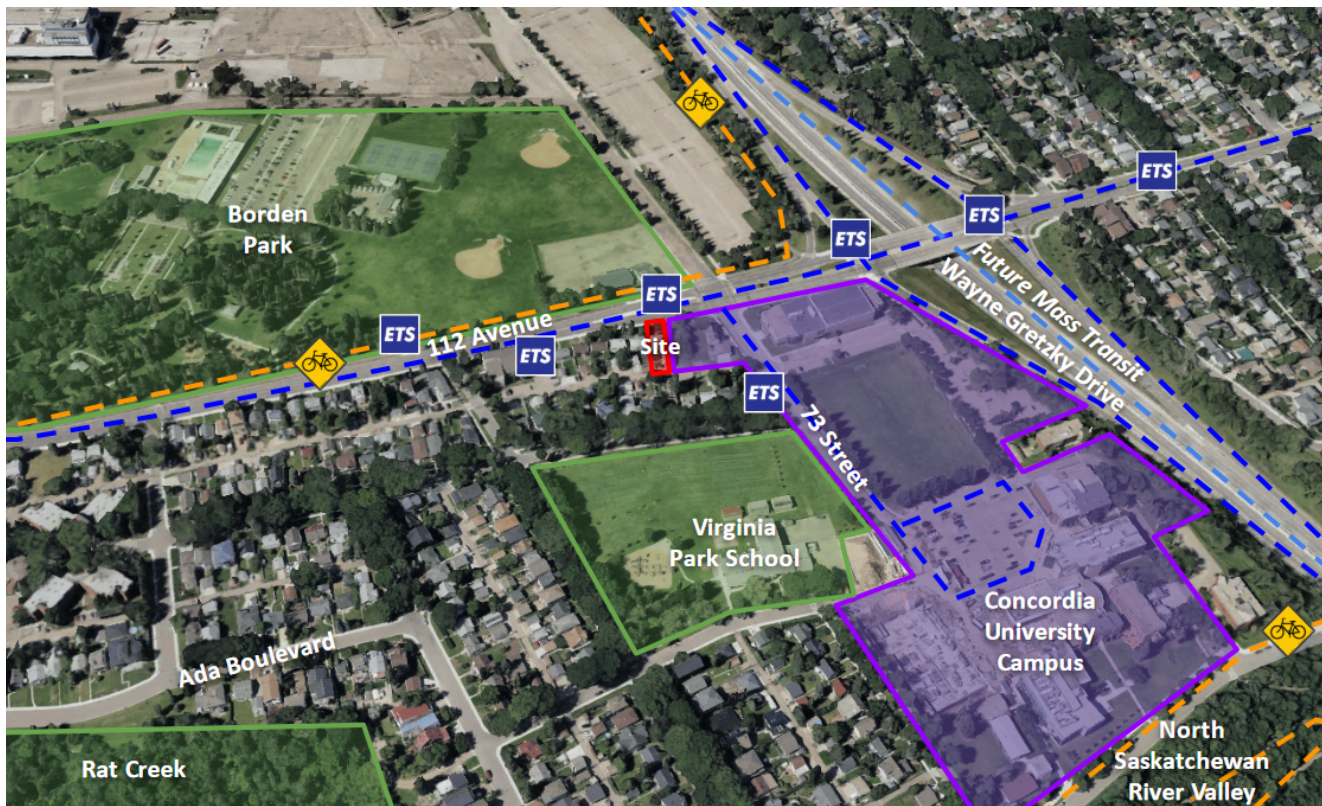 Borden
Park
ETS
ETS
ETS
ETS
ETS
ETS
ETS
112 Avenue
Site
Future Mass Transit
Wayne Gretzky Drive
73 Street
Virginia
Park School
Concordia
University
Campus
Ada Boulevard
Rat Creek
North
Saskatchewan
River Valley